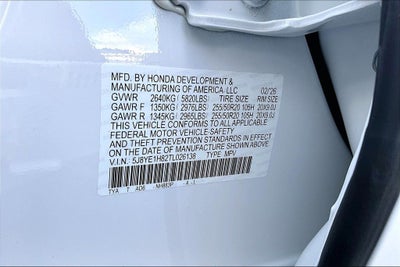 MFD. BY HONDA DEVELOPMENT &
MANUFACTURING OF AMERICA, LLC 02/26
GVWR 2640KG ( 5820LBS) TIRE SIZE RIM SIZE
GAWR F 1350KG ( 2976LBS) 255/50R20 105H 20X9.0J
GAWR R 1345KG ( 2965LBS) 255/50R20 105H 20X9.0J
THIS VEHICLE CONFORMS TO ALL APPLICABLE
FEDERAL MOTOR VEHICLE SAFETY
AND THEFT PREVENTION STANDARDS IN EFFECT
ON THE DATE OF MANUFACTURE SHOWN ABOVE.
V.I.N. 5J8YE1H82TL026138 TYPE: MPV
TYA T AD6 NH883P A -L